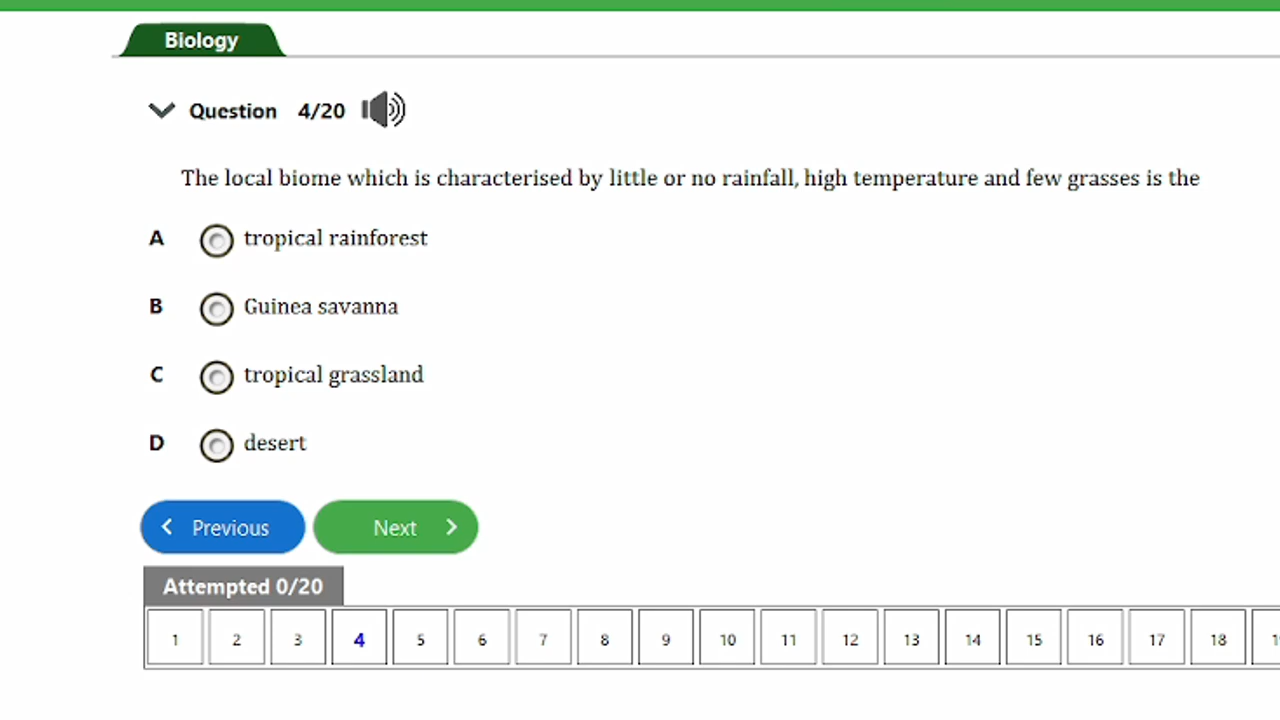 Biology
Question 4/20
The local biome which is characterised by little or no rainfall, high temperature and few grasses is the
A tropical rainforest
B Guinea savanna
C tropical grassland
D desert
Previous Next
Attempted 0/20
1 2 3 4 5 6 7 8 9 10 11 12 13 14 15 16 17 18